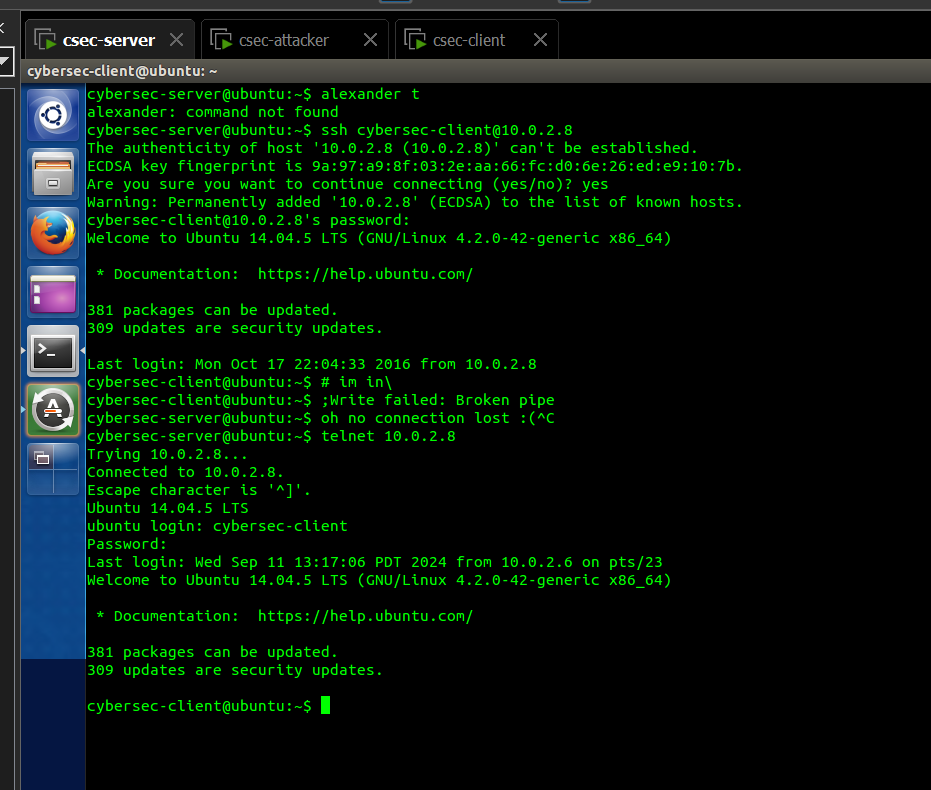 csec-server
csec-attacker
csec-client
cybersec-client@ubuntu: ~
cybersec-server@ubuntu:~$ alexander t
alexander: command not found
cybersec-server@ubuntu:~$ ssh cybersec-client@10.0.2.8
The authenticity of host '10.0.2.8 (10.0.2.8)' can't be established.
ECDSA key fingerprint is 9a:97:a9:8f:03:2e:aa:66:fc:d0:6e:26:ed:e9:10:7b.
Are you sure you want to continue connecting (yes/no)? yes
Warning: Permanently added '10.0.2.8' (ECDSA) to the list of known hosts.
cybersec-client@10.0.2.8's password:
Welcome to Ubuntu 14.04.5 LTS (GNU/Linux 4.2.0-42-generic x86_64)
* Documentation:  https://help.ubuntu.com/
381 packages can be updated.
309 updates are security updates.
Last login: Mon Oct 17 22:04:33 2016 from 10.0.2.8
cybersec-client@ubuntu:~$ # im in\
cybersec-client@ubuntu:~$ ;Write failed: Broken pipe
cybersec-server@ubuntu:~$ oh no connection lost :(^C
cybersec-server@ubuntu:~$ telnet 10.0.2.8
Trying 10.0.2.8...
Connected to 10.0.2.8.
Escape character is '^]'.
Ubuntu 14.04.5 LTS
ubuntu login: cybersec-client
Password:
Last login: Wed Sep 11 13:17:06 PDT 2024 from 10.0.2.6 on pts/23
Welcome to Ubuntu 14.04.5 LTS (GNU/Linux 4.2.0-42-generic x86_64)
* Documentation:  https://help.ubuntu.com/
381 packages can be updated.
309 updates are security updates.
cybersec-client@ubuntu:~$